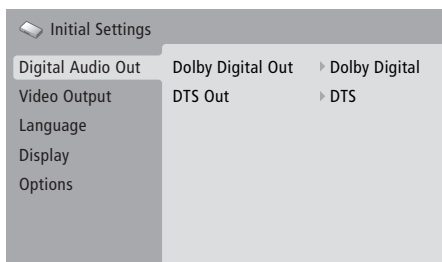 Initial Settings
Digital Audio Out Dolby Digital Out Dolby Digital
Video Output DTS Out DTS
Language
Display
Options